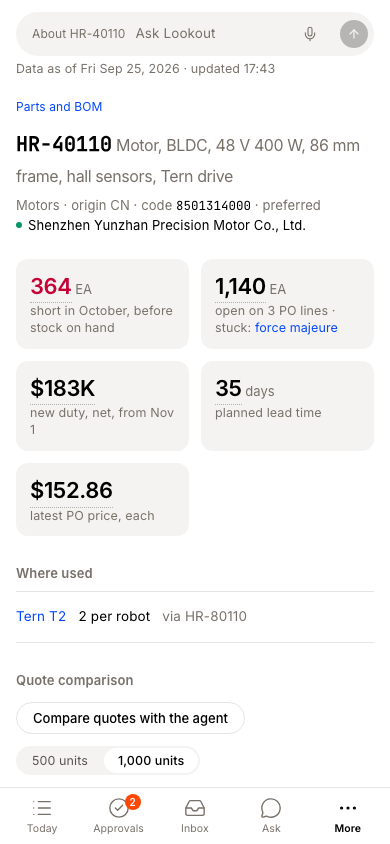 About HR-40110 Ask Lookout
Data as of Fri Sep 25, 2026 · updated 17:43
Parts and BOM
HR-40110 Motor, BLDC, 48 V 400 W, 86 mm
frame, hall sensors, Tern drive
Motors · origin CN · code 8501314000 · preferred
Shenzhen Yunzhan Precision Motor Co., Ltd.
364 EA
short in October, before
stock on hand
1,140 EA
open on 3 PO lines ·
stuck: force majeure
$183K
new duty, net, from Nov
1
35 days
planned lead time
$152.86
latest PO price, each
Where used
Tern T2 2 per robot via HR-80110
Quote comparison
Compare quotes with the agent
500 units 1,000 units
2
Today Approvals Inbox Ask More